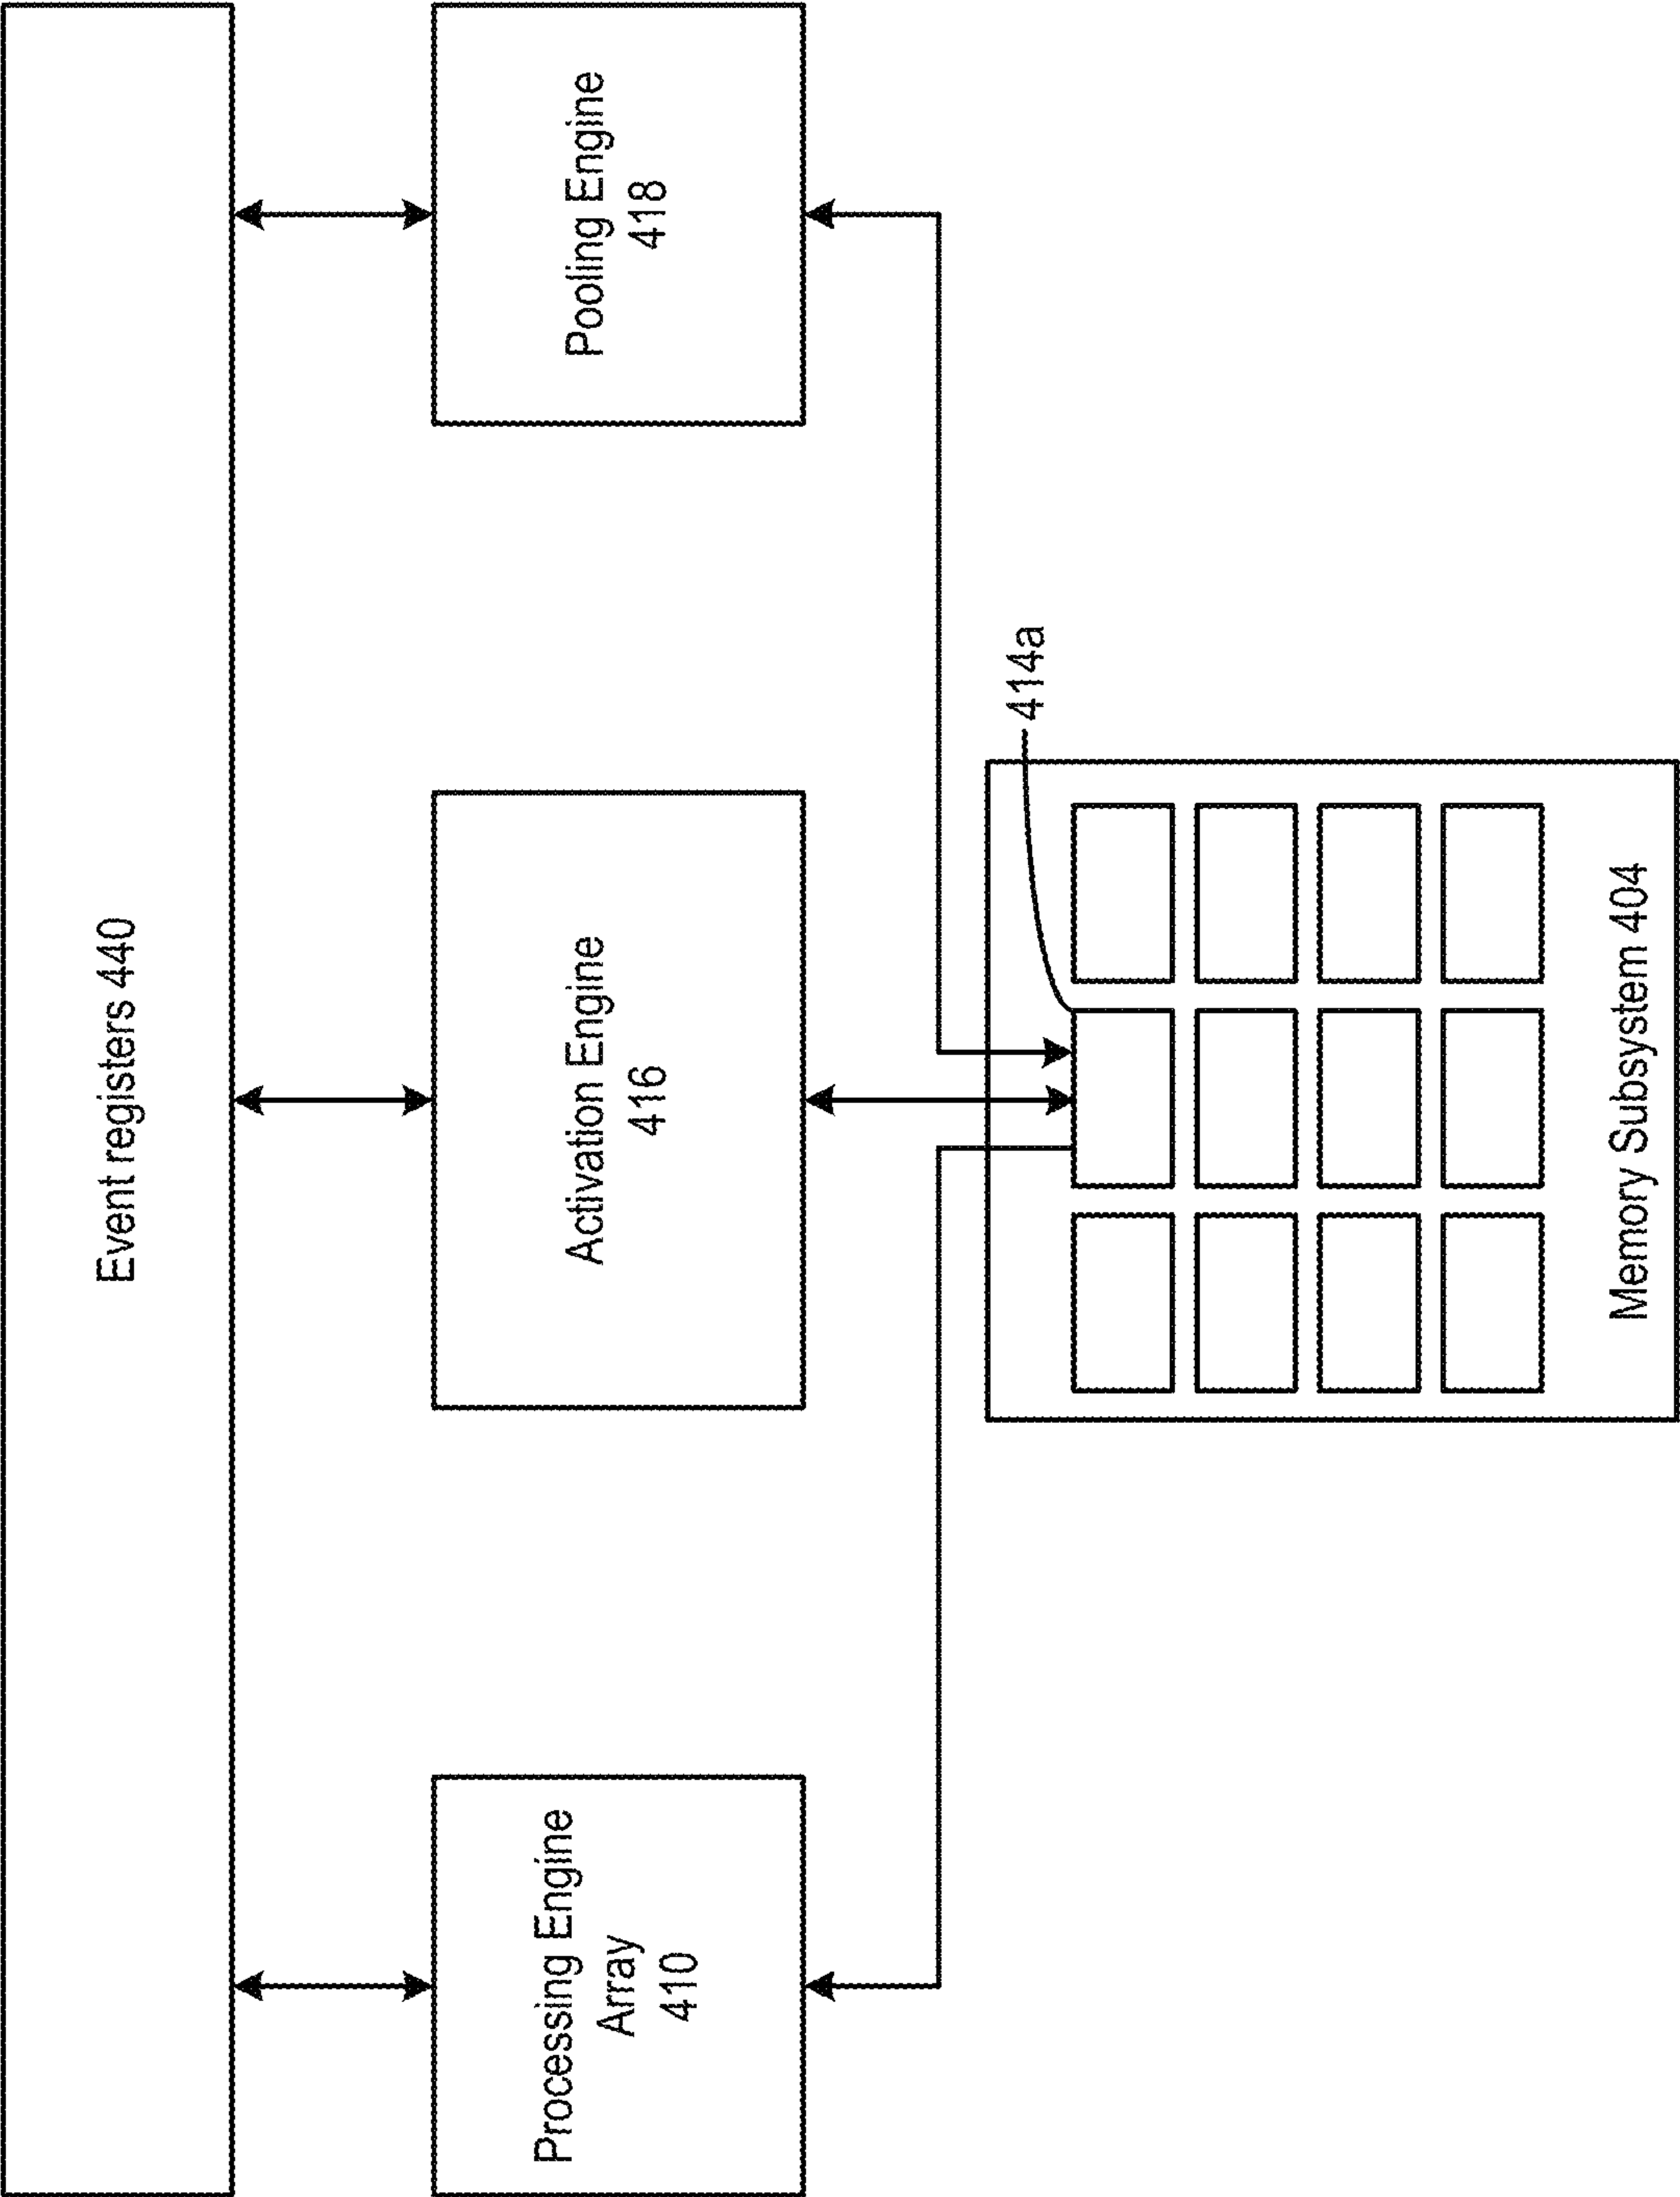 Event registers 440
Processing Engine
Array
410
Activation Engine
416
Pooling Engine
418
414a
Memory Subsystem 404